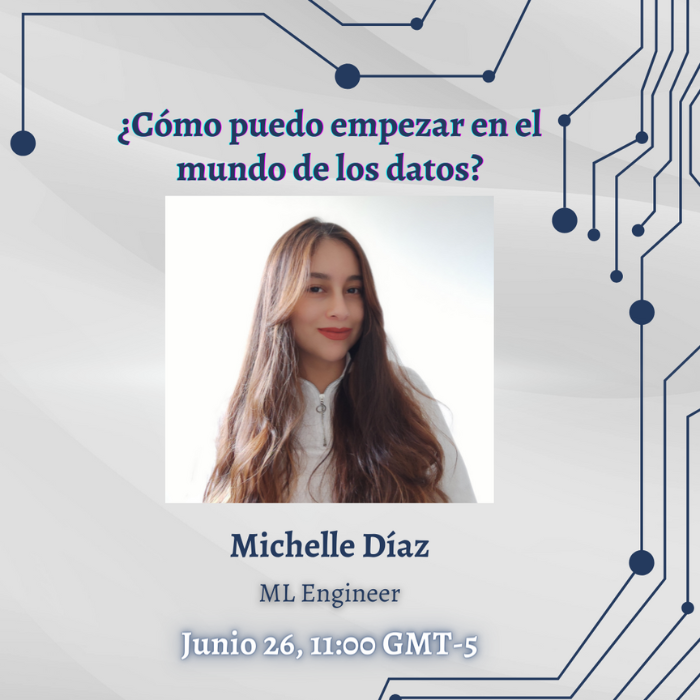 ¿Cómo puedo empezar en el
mundo de los datos?
Michelle Díaz
ML Engineer
Junio 26, 11:00 GMT-5